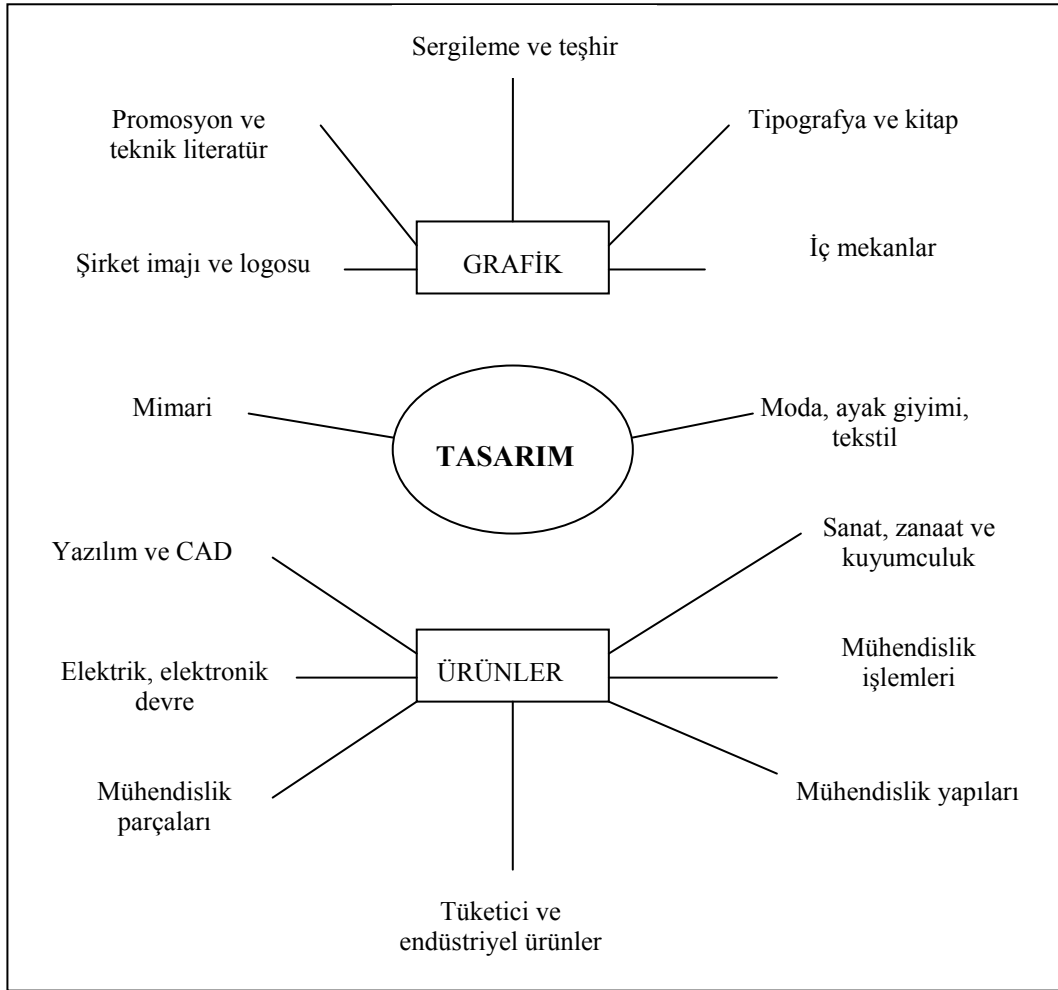 Sergileme ve teşhir
Promosyon ve
teknik literatür
Tipografya ve kitap
Şirket imajı ve logosu
GRAFİK
İç mekanlar
Mimari
TASARIM
Moda, ayak giyimi,
tekstil
Yazılım ve CAD
Sanat, zanaat ve
kuyumculuk
Elektrik, elektronik
devre
ÜRÜNLER
Mühendislik
işlemleri
Mühendislik
parçaları
Mühendislik yapıları
Tüketici ve
endüstriyel ürünler